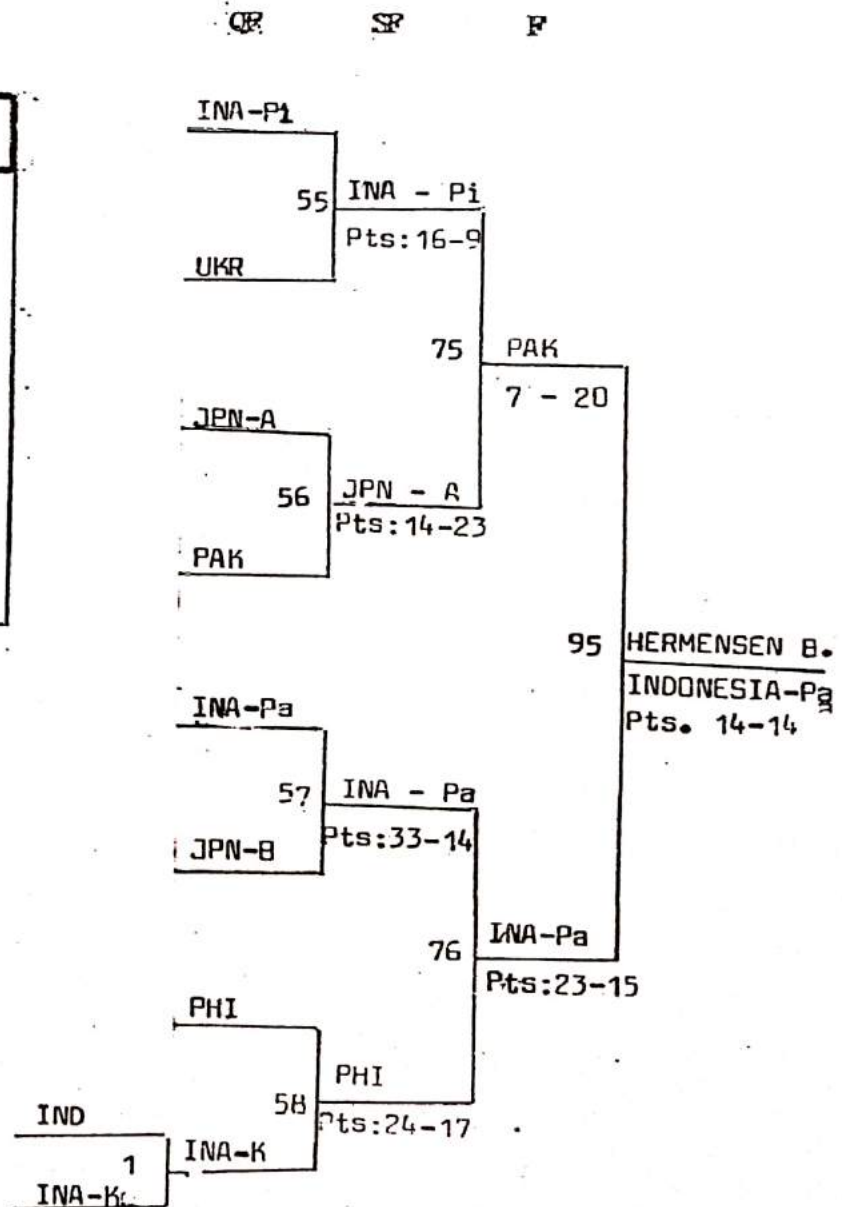 QF SF F
INA-Pi
55 INA - Pi
Pts:16-9
UKR
75 PAK
7 - 20
JPN-A
56 JPN - A
Pts:14-23
PAK
95 HERMENSEN B.
INDONESIA-Pa
Pts. 14-14
INA-Pa
57 INA - Pa
Pts:33-14
JPN-B
76 INA-Pa
Pts:23-15
PHI
58 PHI
Pts:24-17
IND
1 INA-K
INA-K